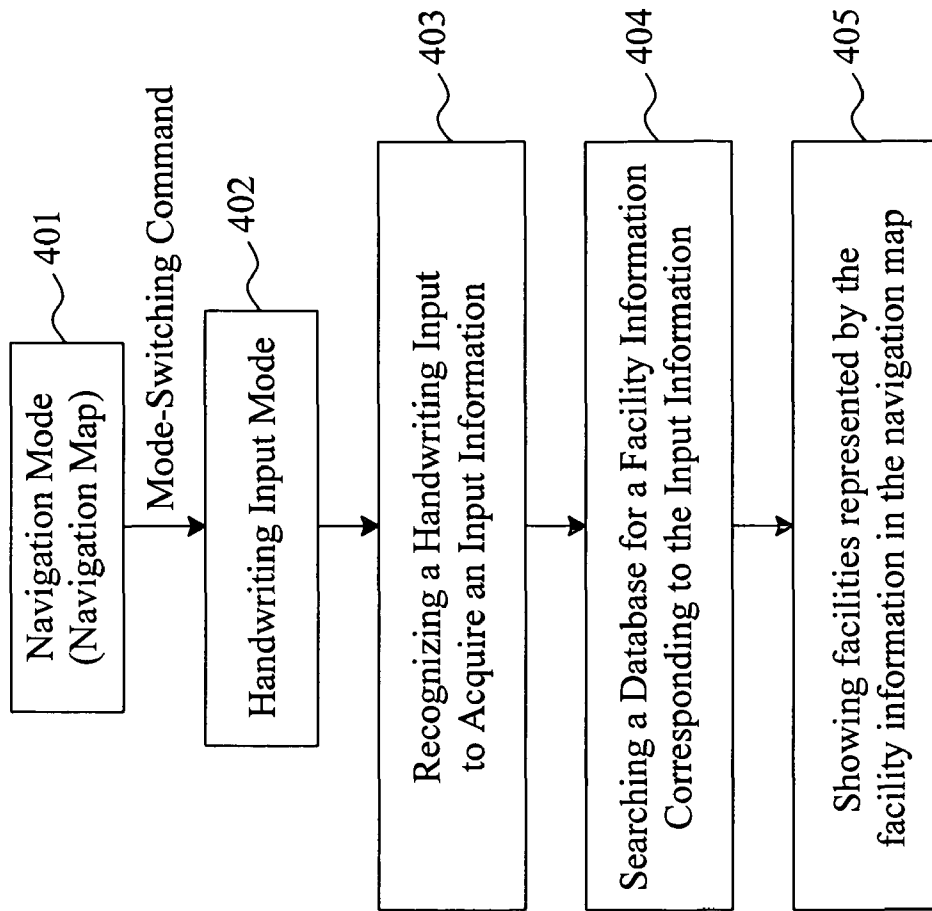 401
Navigation Mode
(Navigation Map)
Mode-Switching Command
402
Handwriting Input Mode
403
Recognizing a Handwriting Input
to Acquire an Input Information
404
Searching a Database for a Facility Information
Corresponding to the Input Information
405
Showing facilities represented by the
facility information in the navigation map